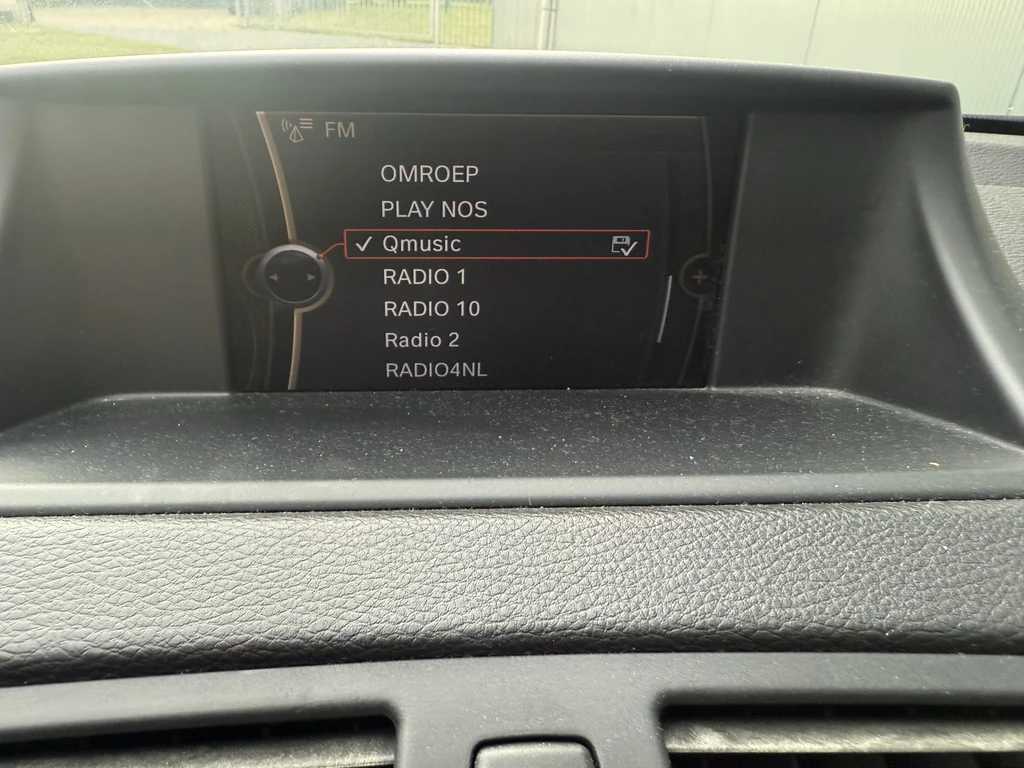 FM
OMROEP
PLAY NOS
Qmusic
RADIO 1
RADIO 10
Radio 2
RADIO4NL